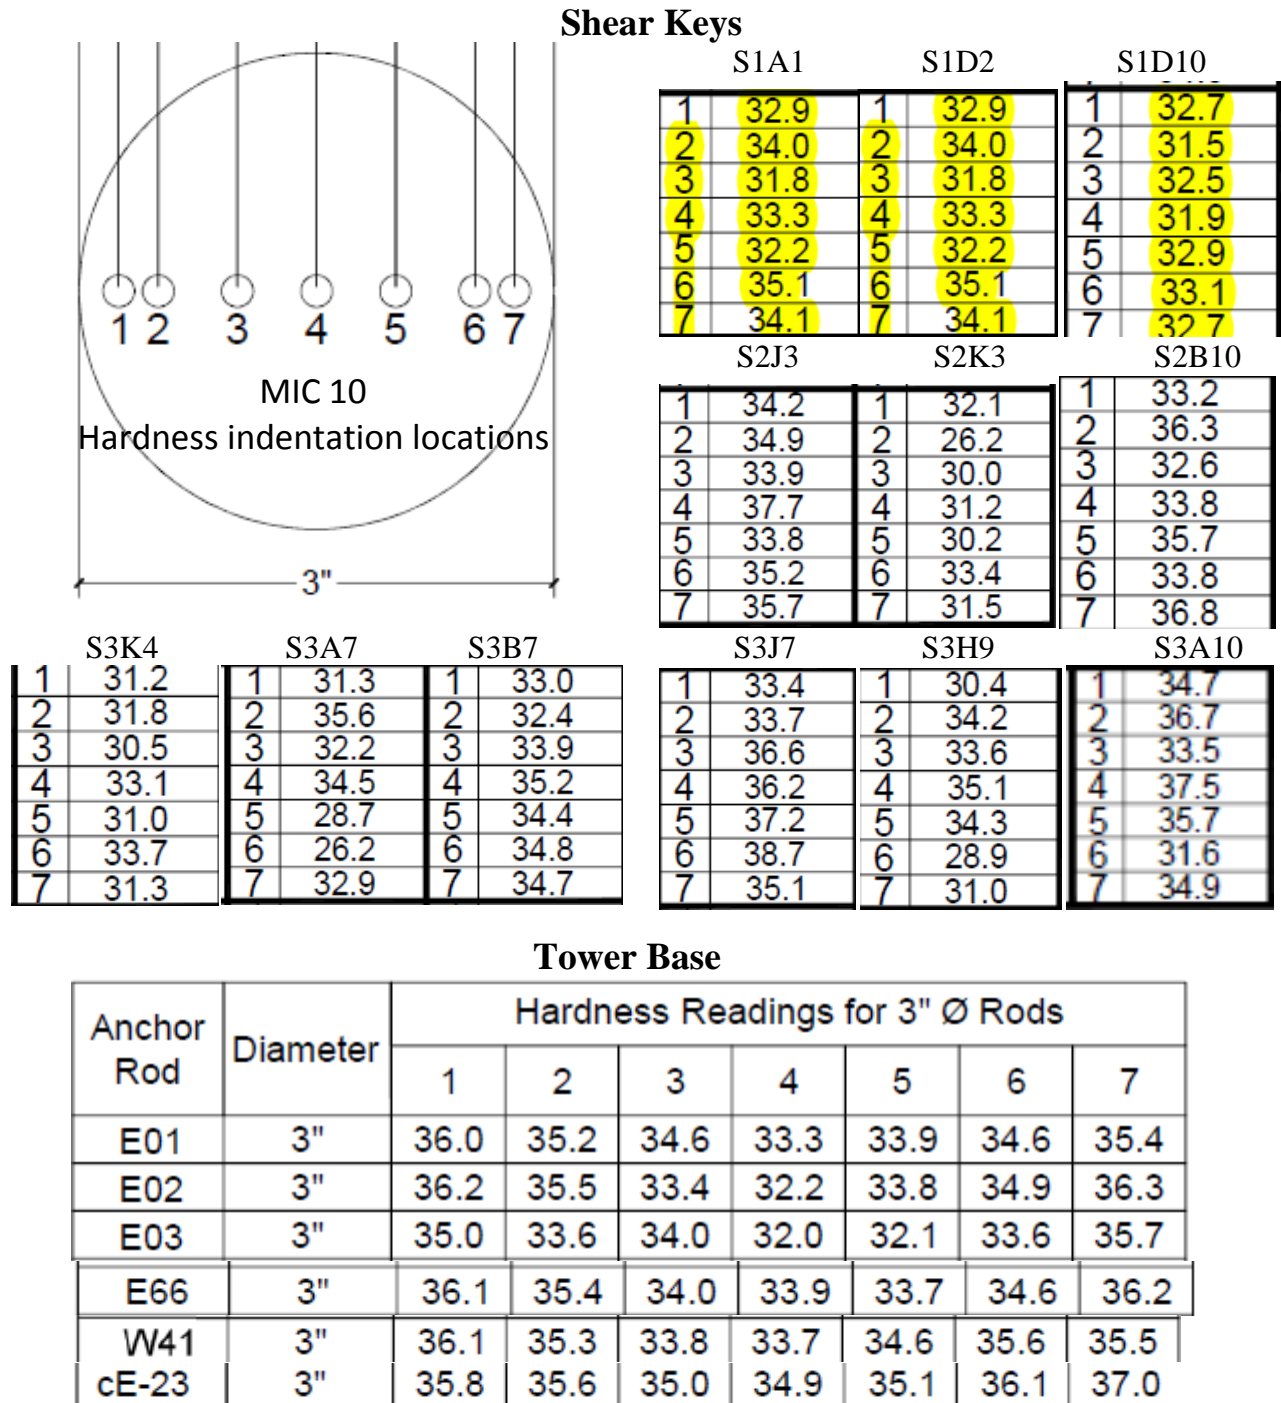 Shear Keys
S1A1 S1D2 S1D10
1 32.9 1 32.9 1 32.7
2 34.0 2 34.0 2 31.5
3 31.8 3 31.8 3 32.5
4 33.3 4 33.3 4 31.9
5 32.2 5 32.2 5 32.9
6 35.1 6 35.1 6 33.1
7 34.1 7 34.1 7 32.7
1 2 3 4 5 6 7
MIC 10
Hardness indentation locations
3"
S2J3 S2K3 S2B10
1 34.2 1 32.1 1 33.2
2 34.9 2 26.2 2 36.3
3 33.9 3 30.0 3 32.6
4 37.7 4 31.2 4 33.8
5 33.8 5 30.2 5 35.7
6 35.2 6 33.4 6 33.8
7 35.7 7 31.5 7 36.8
S3K4 S3A7 S3B7 S3J7 S3H9 S3A10
1 31.2 1 31.3 1 33.0 1 33.4 1 30.4 1 34.7
2 31.8 2 35.6 2 32.4 2 33.7 2 34.2 2 36.7
3 30.5 3 32.2 3 33.9 3 36.6 3 33.6 3 33.5
4 33.1 4 34.5 4 35.2 4 36.2 4 35.1 4 37.5
5 31.0 5 28.7 5 34.4 5 37.2 5 34.3 5 35.7
6 33.7 6 26.2 6 34.8 6 38.7 6 28.9 6 31.6
7 31.3 7 32.9 7 34.7 7 35.1 7 31.0 7 34.9
Tower Base
Anchor Rod Diameter Hardness Readings for 3" Ø Rods
1 2 3 4 5 6 7
E01 3" 36.0 35.2 34.6 33.3 33.9 34.6 35.4
E02 3" 36.2 35.5 33.4 32.2 33.8 34.9 36.3
E03 3" 35.0 33.6 34.0 32.0 32.1 33.6 35.7
E66 3" 36.1 35.4 34.0 33.9 33.7 34.6 36.2
W41 3" 36.1 35.3 33.8 33.7 34.6 35.6 35.5
cE-23 3" 35.8 35.6 35.0 34.9 35.1 36.1 37.0